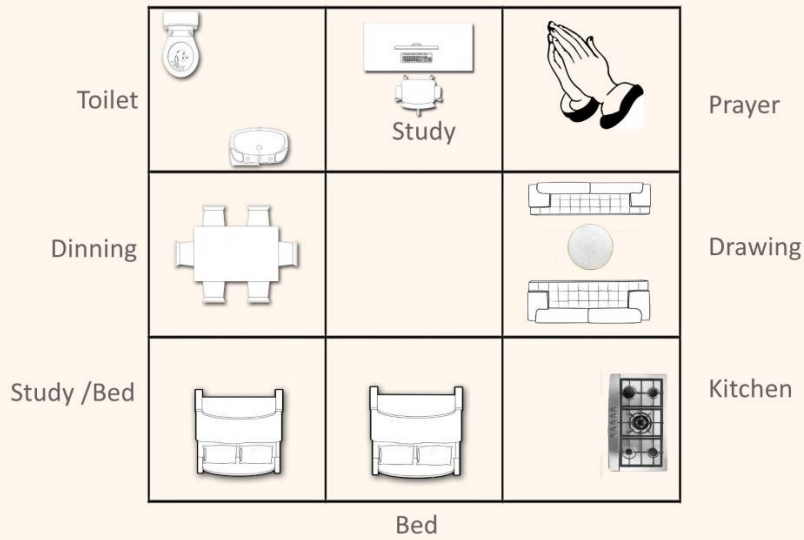 Toilet
Study
Prayer
Dinning
Drawing
Study /Bed
Kitchen
Bed